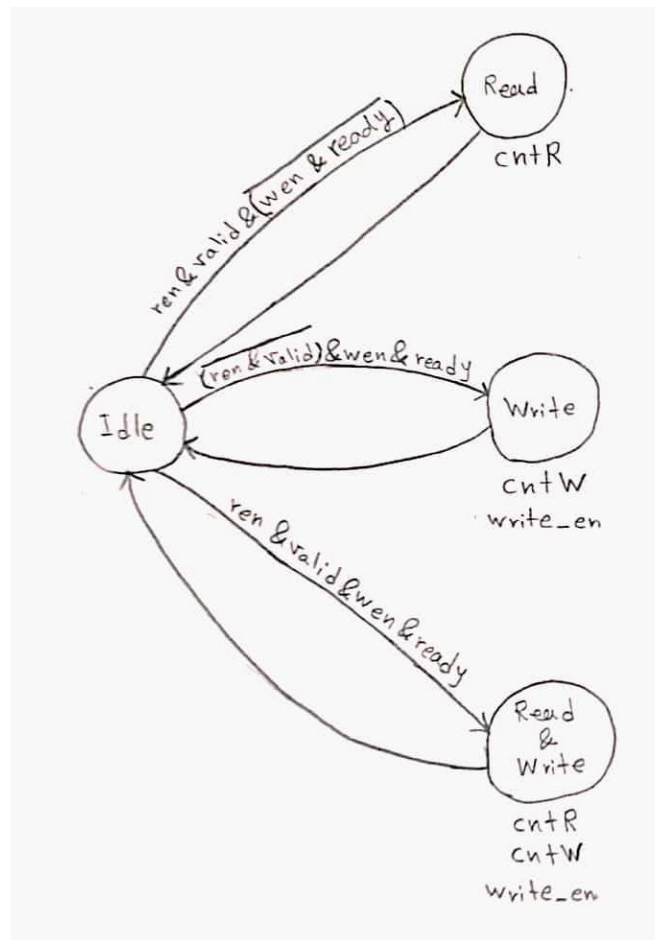 Read
cntR
ren&valid&(wen & ready)
(ren & valid)&wen&ready
Idle
Write
cntW
write_en
ren &valid&wen&ready
Read
&
Write
cntR
cntW
write_en